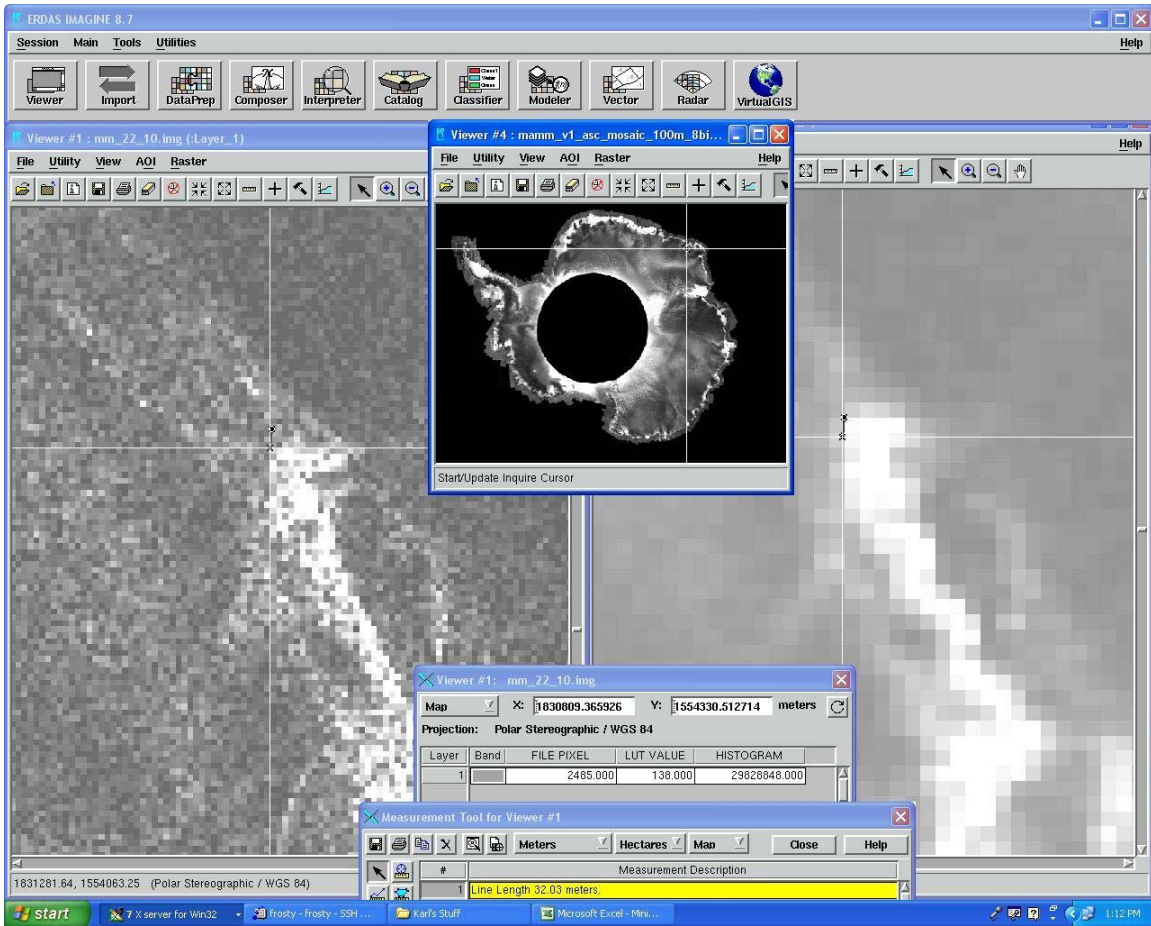 ERDAS IMAGINE 8.7
Session Main Tools Utilities Help
Viewer Import DataPrep Composer Interpreter Catalog Classifier Modeler Vector Radar VirtualGIS
Viewer #1 : mm_22_10.img (:Layer_1)
File Utility View AOI Raster
Viewer #4 : mamm_v1_asc_mosaic_100m_8bi...
File Utility View AOI Raster Help
Help
Start/Update Inquire Cursor
Viewer #1: mm_22_10.img
Map X: 1830809.365926 Y: 1554330.512714 meters
Projection: Polar Stereographic / WGS 84
Layer Band FILE PIXEL LUT VALUE HISTOGRAM
1 2485.000 138.000 29828848.000
Measurement Tool for Viewer #1
Meters Hectares Map Close Help
# Measurement Description
1 Line Length 32.03 meters.
1831281.64, 1554063.25 (Polar Stereographic / WGS 84)
start 7 X server for Win32 frosty - frosty - SSH ... Karl's Stuff Microsoft Excel - Mini... 1:12 PM